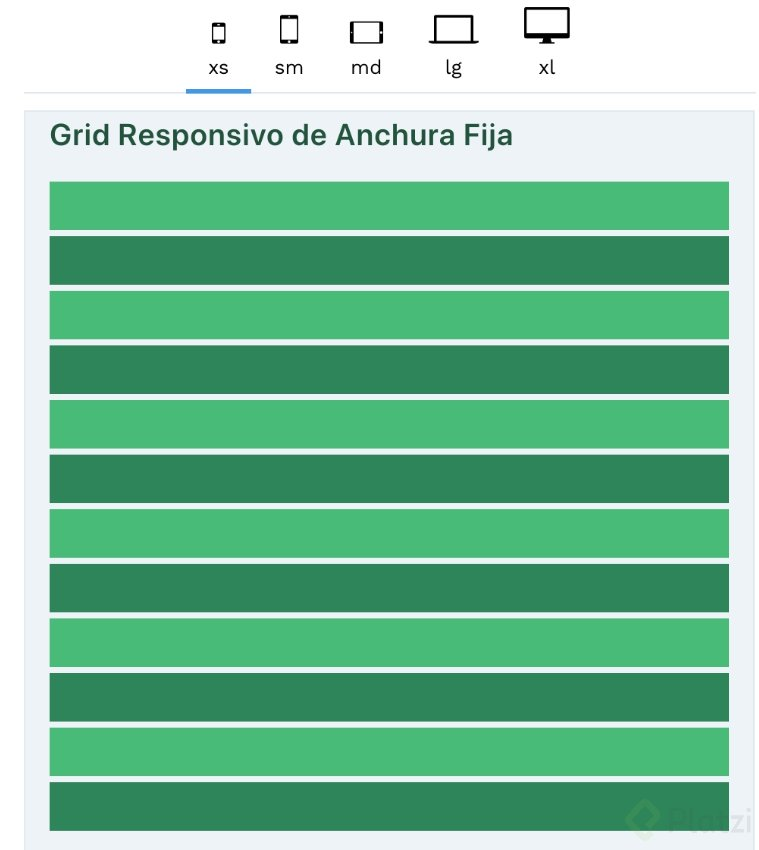 xs sm md lg xl
Grid Responsivo de Anchura Fija
Platzi